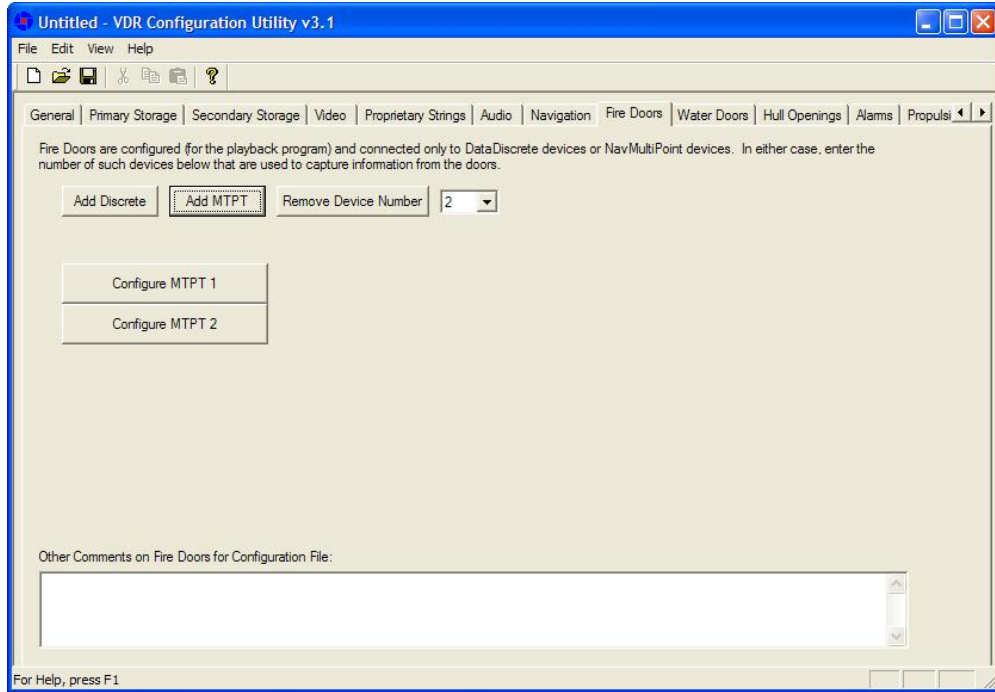 Untitled - VDR Configuration Utility v3.1
File Edit View Help
General Primary Storage Secondary Storage Video Proprietary Strings Audio Navigation Fire Doors Water Doors Hull Openings Alarms Propulsi
Fire Doors are configured (for the playback program) and connected only to DataDiscrete devices or NavMultiPoint devices. In either case, enter the
number of such devices below that are used to capture information from the doors.
Add Discrete Add MTPT Remove Device Number 2
Configure MTPT 1
Configure MTPT 2
Other Comments on Fire Doors for Configuration File:
For Help, press F1